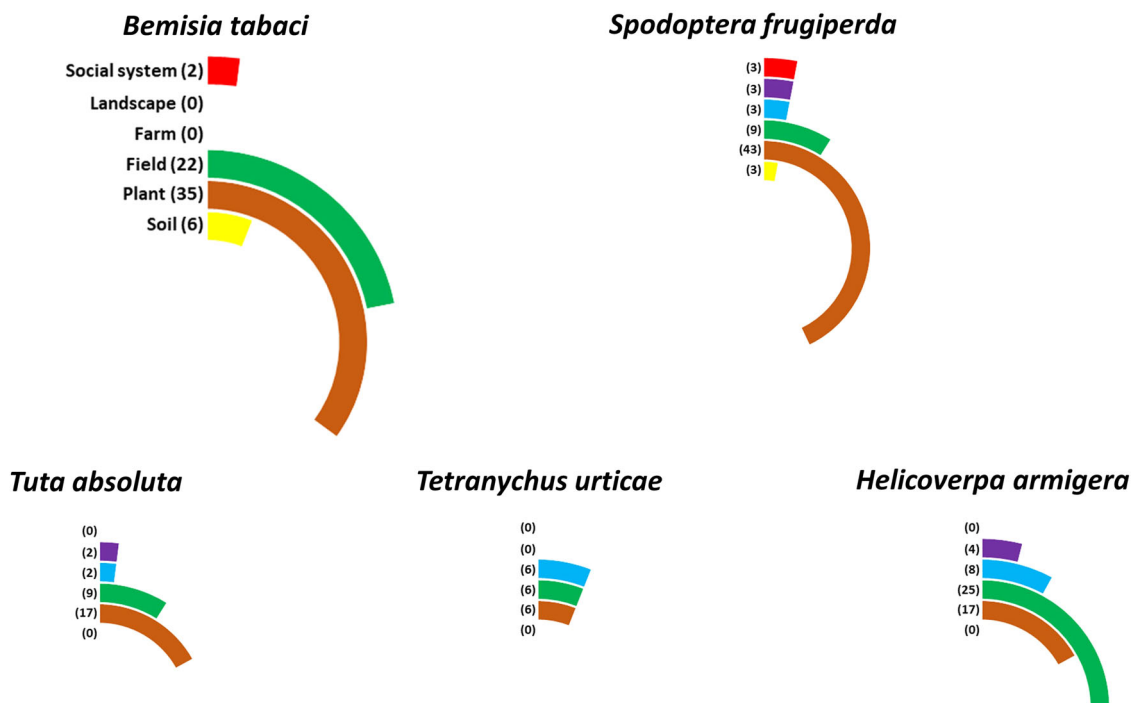 Bemisia tabaci
Social system (2)
Landscape (0)
Farm (0)
Field (22)
Plant (35)
Soil (6)
Spodoptera frugiperda
(3)
(3)
(3)
(9)
(43)
(3)
Tuta absoluta
(0)
(2)
(2)
(9)
(17)
(0)
Tetranychus urticae
(0)
(0)
(6)
(6)
(6)
(0)
Helicoverpa armigera
(0)
(4)
(8)
(25)
(17)
(0)